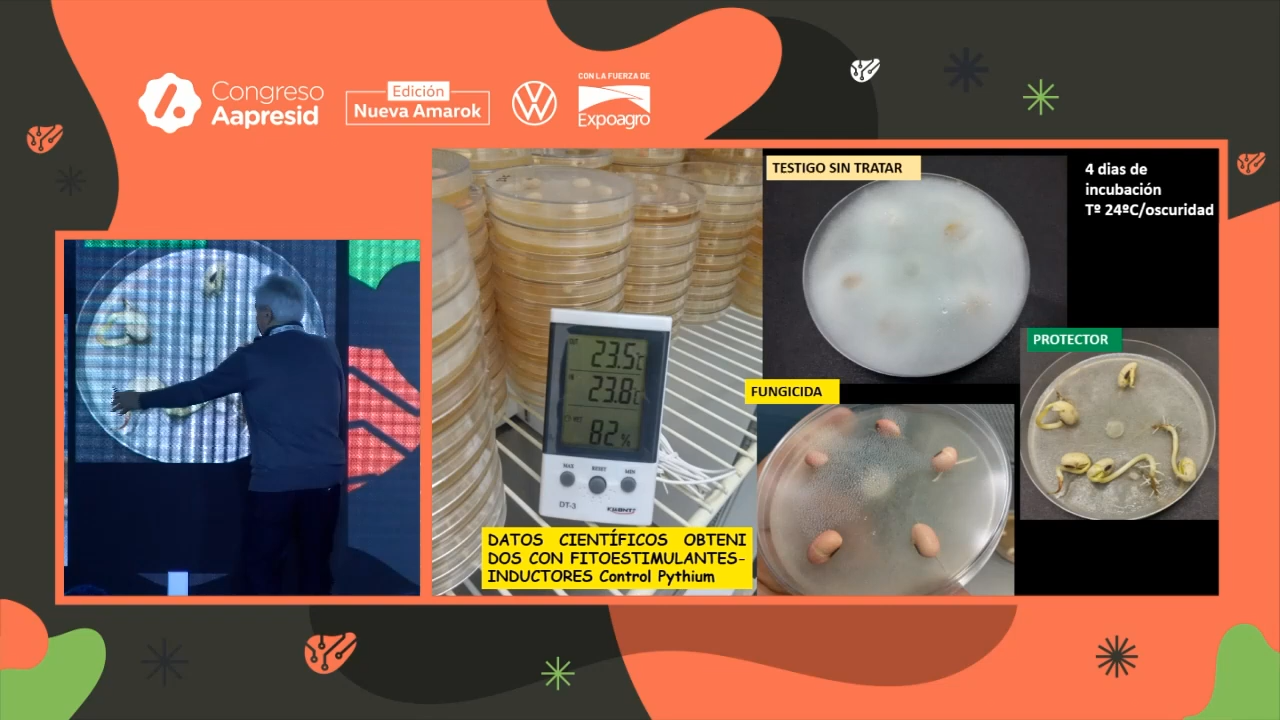 Congreso
Aapresid
Edición
Nueva Amarok
CON LA FUERZA DE
Expoagro
TESTIGO SIN TRATAR
4 dias de
incubación
Tº 24ºC/oscuridad
PROTECTOR
FUNGICIDA
23.5
23.8
82 %
MAX
RESET
MIN
DT-3
DATOS CIENTÍFICOS OBTENI
DOS CON FITOESTIMULANTES-
INDUCTORES Control Pythium